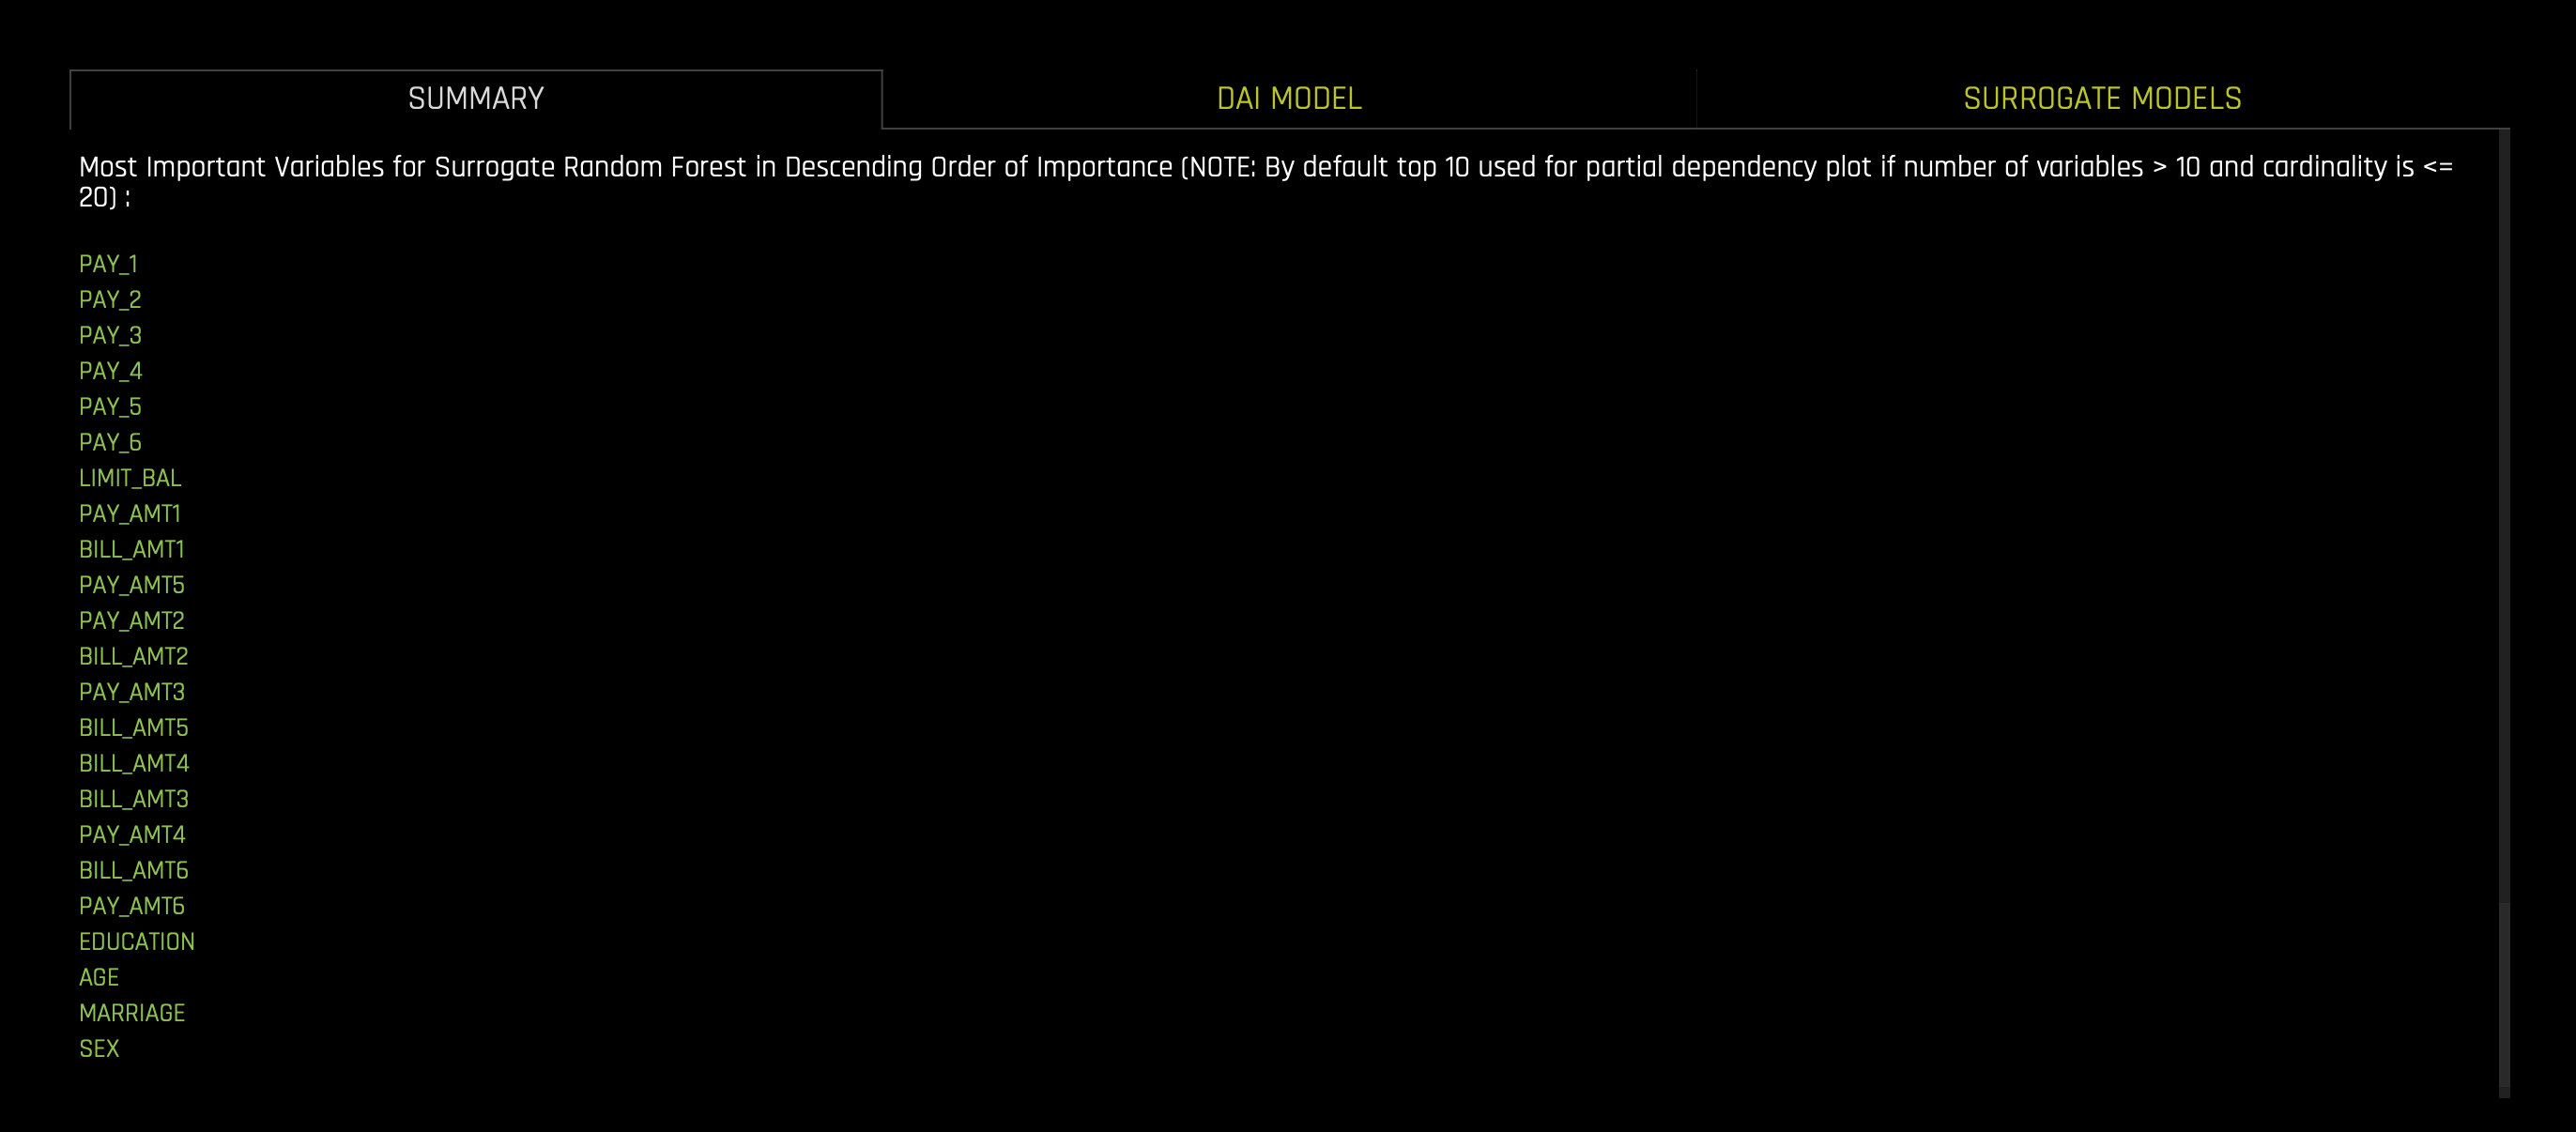 SUMMARY
DAI MODEL
SURROGATE MODELS
Most Important Variables for Surrogate Random Forest in Descending Order of Importance (NOTE: By default top 10 used for partial dependency plot if number of variables > 10 and cardinality is <=
20) :
PAY_1
PAY_2
PAY_3
PAY_4
PAY_5
PAY_6
LIMIT_BAL
PAY_AMT1
BILL_AMT1
PAY_AMT5
PAY_AMT2
BILL_AMT2
PAY_AMT3
BILL_AMT5
BILL_AMT4
BILL_AMT3
PAY_AMT4
BILL_AMT6
PAY_AMT6
EDUCATION
AGE
MARRIAGE
SEX